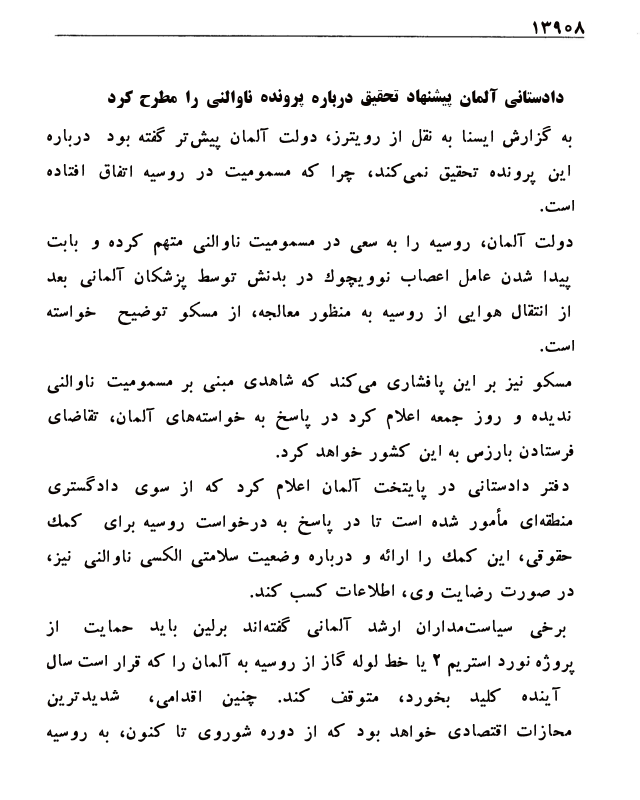 ۱۳۹۰۸
دادستانی آلمان پیشنهاد تحقیق درباره پرونده ناوالنی را مطرح کرد
به گزارش ایسنا به نقل از رویترز، دولت آلمان پیش‌تر گفته بود درباره
این پرونده تحقیق نمی‌کند، چرا که مسمومیت در روسیه اتفاق افتاده
است.
دولت آلمان، روسیه را به سعی در مسمومیت ناوالنی متهم کرده و بابت
پیدا شدن عامل اعصاب نوویچوك در بدنش توسط پزشکان آلمانی بعد
از انتقال هوایی از روسیه به منظور معالجه، از مسکو توضیح خواسته
است.
مسکو نیز بر این پافشاری می‌کند که شاهدی مبنی بر مسمومیت ناوالنی
ندیده و روز جمعه اعلام کرد در پاسخ به خواسته‌های آلمان، تقاضای
فرستادن بارزس به این کشور خواهد کرد.
دفتر دادستانی در پایتخت آلمان اعلام کرد که از سوی دادگستری
منطقه‌ای مأمور شده است تا در پاسخ به درخواست روسیه برای کمك
حقوقی، این کمك را ارائه و درباره وضعیت سلامتی الکسی ناوالنی نیز،
در صورت رضایت وی، اطلاعات کسب کند.
برخی سیاست‌مداران ارشد آلمانی گفته‌اند برلین باید حمایت از
پروژه نورد استریم ۲ یا خط لوله گاز از روسیه به آلمان را که قرار است سال
آینده کلید بخورد، متوقف کند. چنین اقدامی، شدیدترین
محازات اقتصادی خواهد بود که از دوره شوروی تا کنون، به روسیه